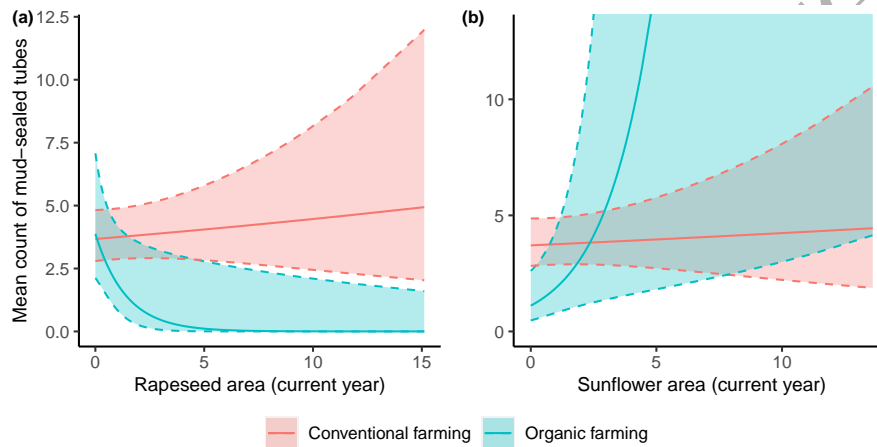 (a)
(b)
Mean count of mud−sealed tubes
12.5
10.0
7.5
5.0
2.5
0.0
0
5
10
15
Rapeseed area (current year)
10
5
0
0
5
10
Sunflower area (current year)
Conventional farming
Organic farming